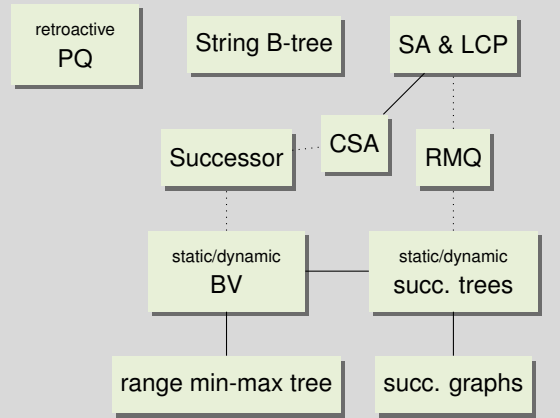 retroactive
PQ
String B-tree
SA & LCP
Successor
CSA
RMQ
static/dynamic
BV
static/dynamic
succ. trees
range min-max tree
succ. graphs